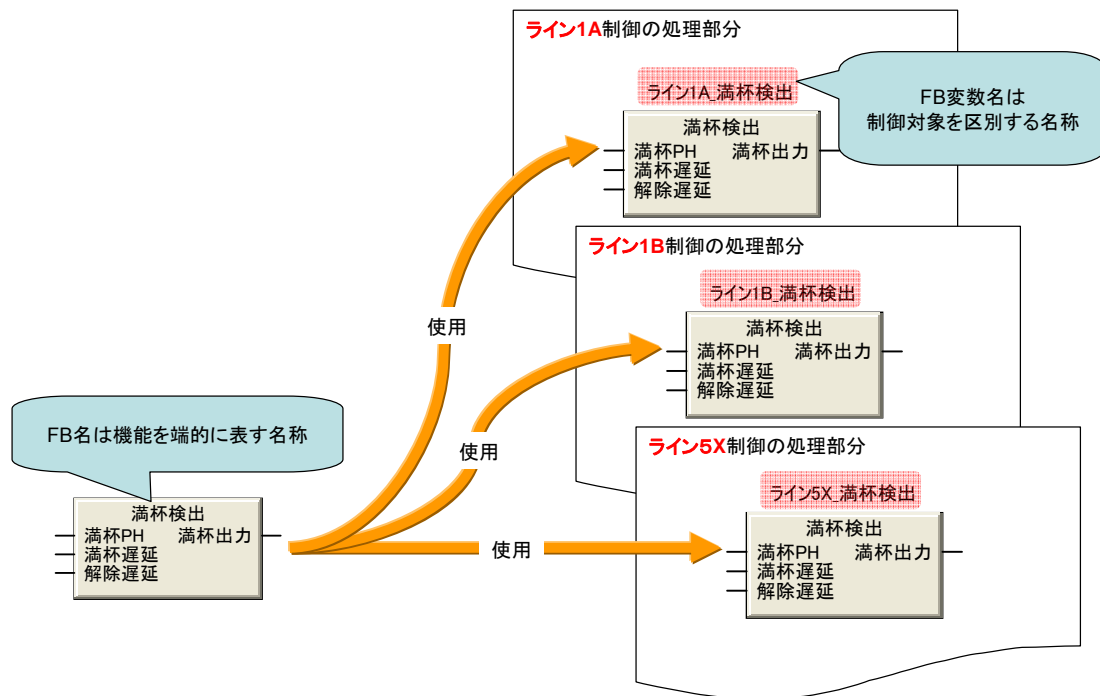 ライン1A制御の処理部分
ライン1A_満杯検出
FB変数名は
制御対象を区別する名称
満杯検出
満杯PH 満杯出力
満杯遅延
解除遅延
ライン1B制御の処理部分
ライン1B_満杯検出
満杯検出
満杯PH 満杯出力
満杯遅延
解除遅延
使用
使用
使用
FB名は機能を端的に表す名称
満杯検出
満杯PH 満杯出力
満杯遅延
解除遅延
ライン5X制御の処理部分
ライン5X_満杯検出
満杯検出
満杯PH 満杯出力
満杯遅延
解除遅延